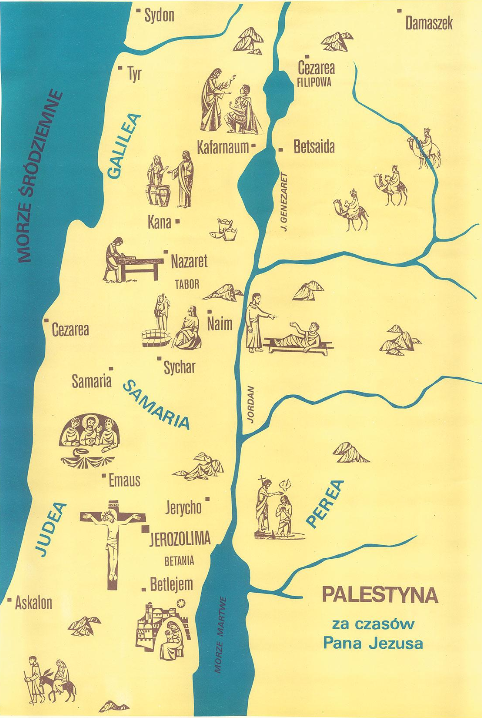 Sydon
Damaszek
Tyr
Cezarea
FILIPOWA
MORZE ŚRÓDZIEMNE
GALILEA
Kafarnaum
Betsaida
J. GENEZARET
Kana
Nazaret
TABOR
Naim
Cezarea
Sychar
Samaria
SAMARIA
JORDAN
Emaus
Jerycho
PEREA
JUDEA
JEROZOLIMA
BETANIA
Betlejem
Askalon
MORZE MARTWE
PALESTYNA
za czasów
Pana Jezusa